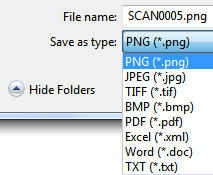 File name: SCAN0005.png
Save as type: PNG (*.png)
PNG (*.png)
JPEG (*.jpg)
TIFF (*.tif)
BMP (*.bmp)
Hide Folders
PDF (*.pdf)
Excel (*.xml)
Word (*.doc)
TXT (*.txt)